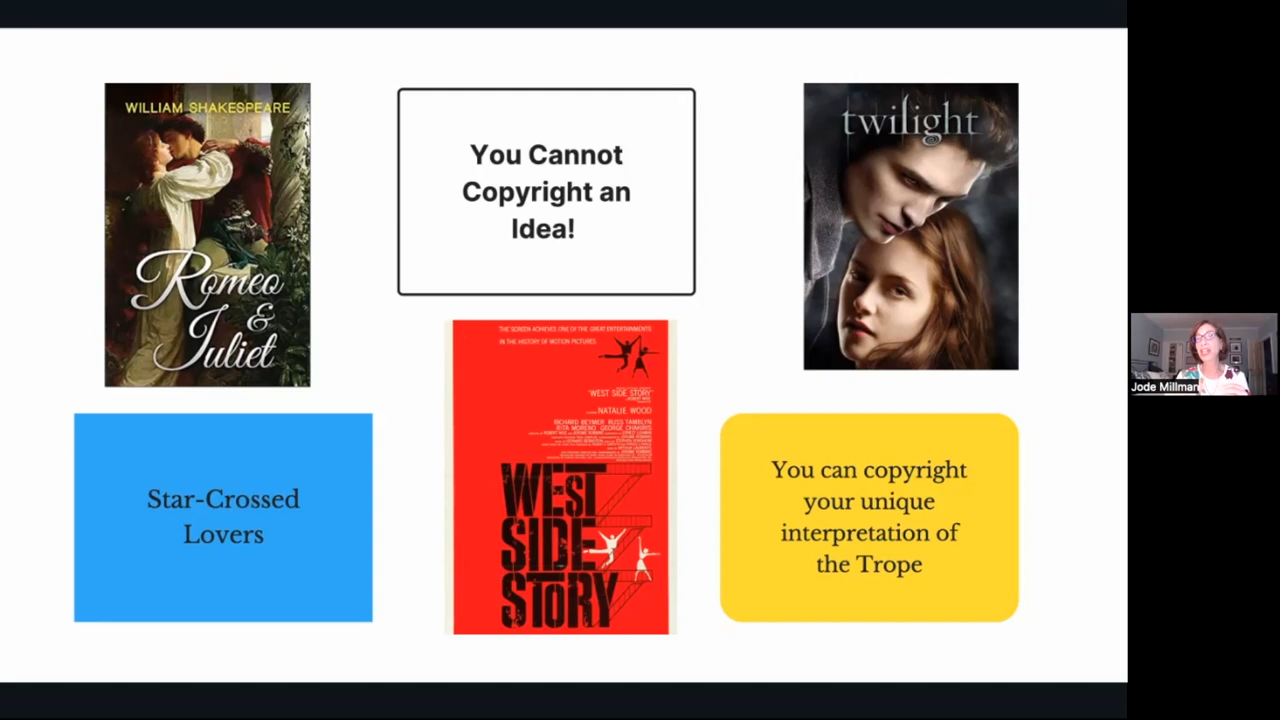 WILLIAM SHAKESPEARE
Romeo
&
Juliet
You Cannot
Copyright an
Idea!
twilight
THE SCREEN ACHIEVES ONE OF THE GREAT ENTERTAINMENTS
IN THE HISTORY OF MOTION PICTURES
"WEST SIDE STORY"
NATALIE WOOD
RICHARD BEYMER RUSS TAMBLYN
RITA MORENO GEORGE CHAKIRIS
WEST
SIDE
STORY
Star-Crossed
Lovers
You can copyright
your unique
interpretation of
the Trope
Jode Millman